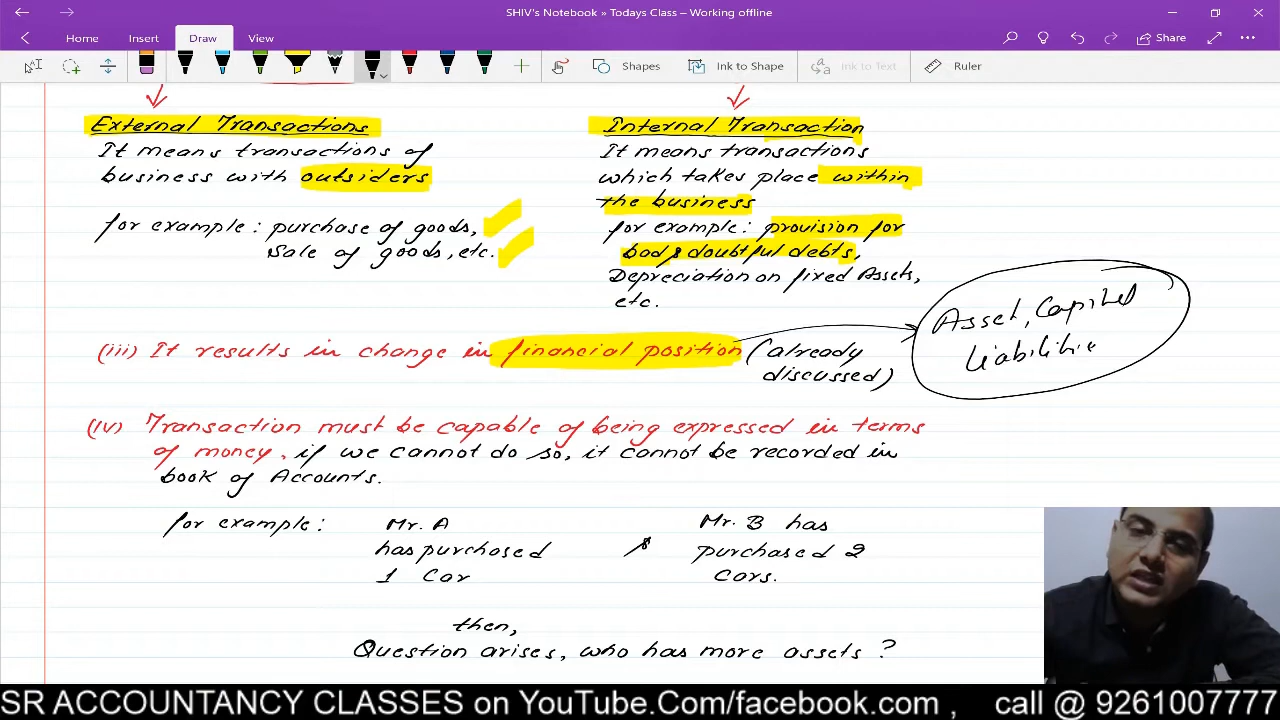 SHIV's Notebook » Todays Class – Working offline
Home Insert Draw View Share
Shapes Ink to Shape Ink to Text Ruler
External Transactions
It means transactions of
business with outsiders
for example: purchase of goods,
Sale of goods, etc.
Internal Transaction
It means transactions
which takes place within
the business
for example: provision for
bad & doubtful debts,
Depreciation on fixed Assets,
etc.
(iii) It results in change in financial position (already
discussed)
Asset, Capital
liabilitie
(iv) Transaction must be capable of being expressed in terms
of money. if we cannot do so, it cannot be recorded in
book of Accounts.
for example: Mr. A
has purchased
1 Car
&
Mr. B has
purchased 2
cars.
then,
Question arises, who has more assets ?
SR ACCOUNTANCY CLASSES on YouTube.Com/facebook.com , call @ 9261007777